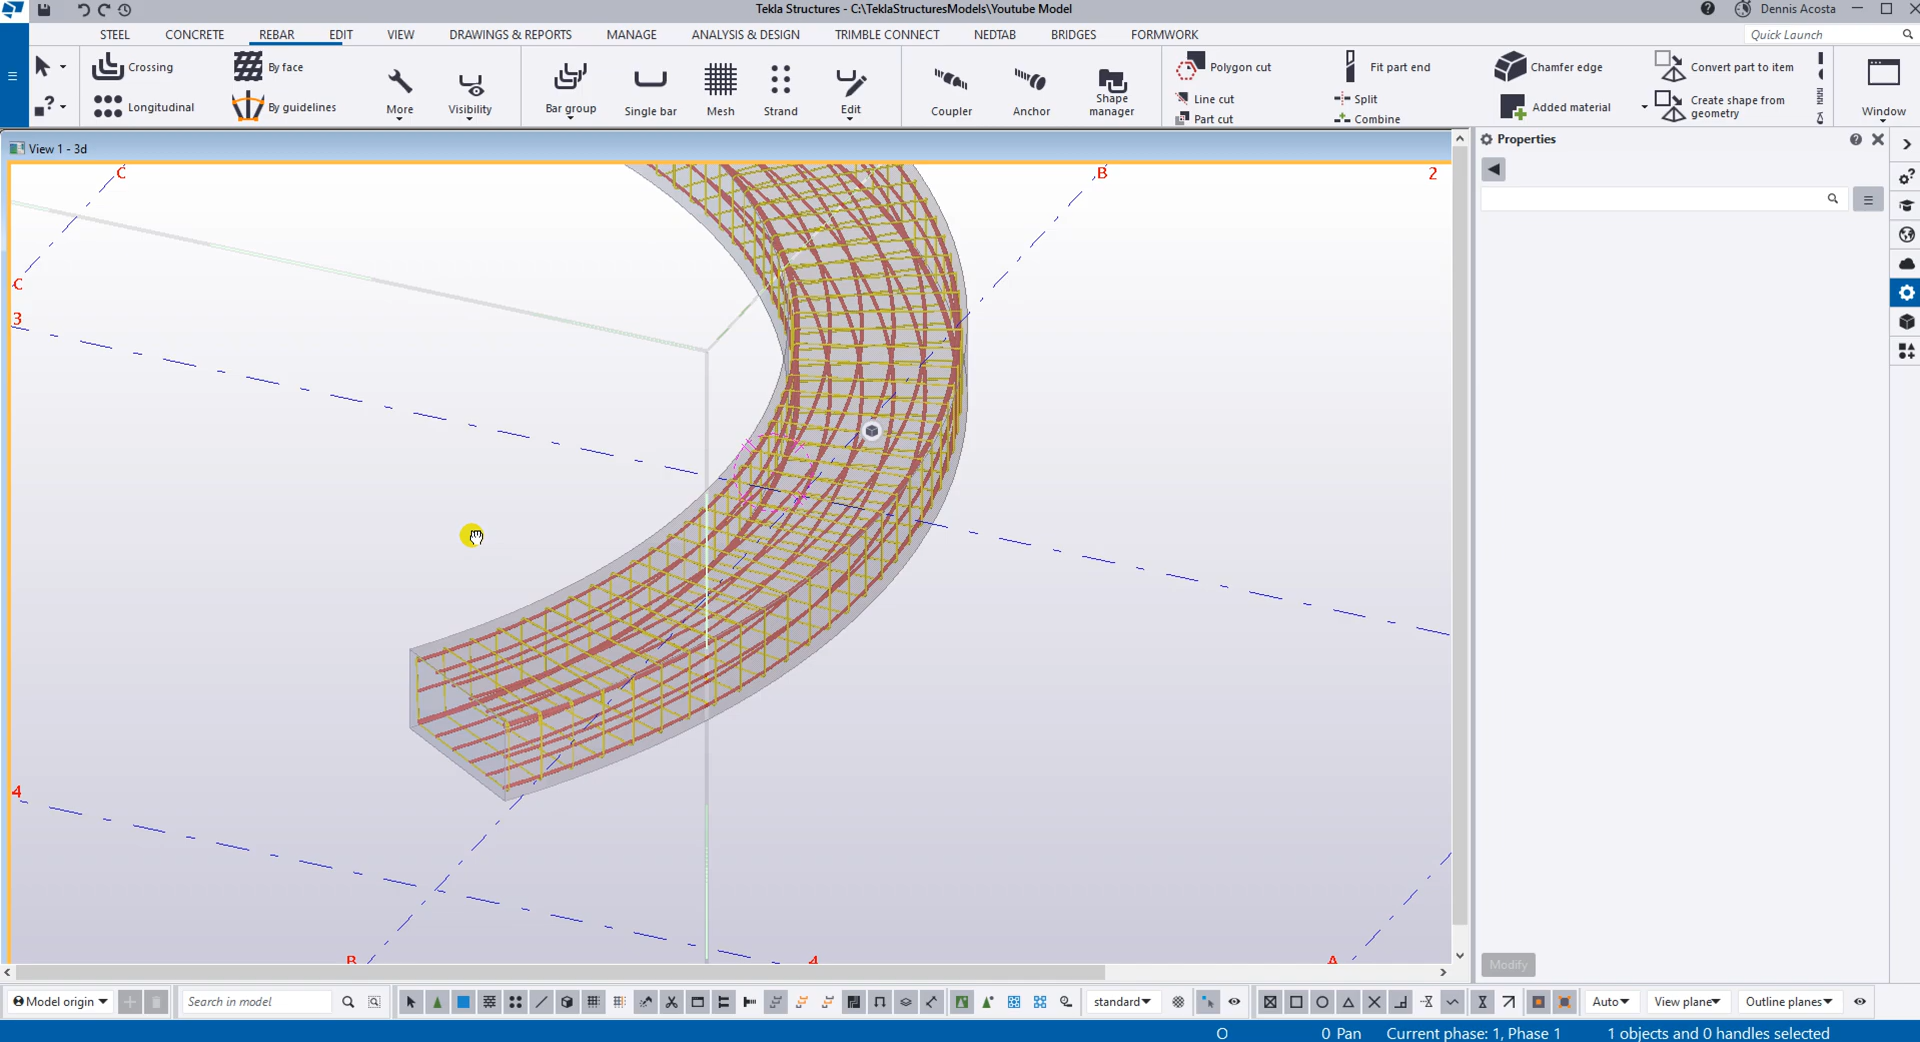 Tekla Structures - C:\TeklaStructuresModels\Youtube Model
Dennis Acosta
STEEL CONCRETE REBAR EDIT VIEW DRAWINGS & REPORTS MANAGE ANALYSIS & DESIGN TRIMBLE CONNECT NEDTAB BRIDGES FORMWORK
Quick Launch
Crossing
Longitudinal
By face
By guidelines
More
Visibility
Bar group
Single bar
Mesh
Strand
Edit
Coupler
Anchor
Shape
manager
Polygon cut
Line cut
Part cut
Fit part end
Split
Combine
Chamfer edge
Added material
Convert part to item
Create shape from
geometry
Window
View 1 - 3d
Properties
C
B
2
C
3
4
B
4
A
Modify
Model origin
Search in model
standard
Auto
View plane
Outline planes
O
0 Pan
Current phase: 1, Phase 1
1 objects and 0 handles selected